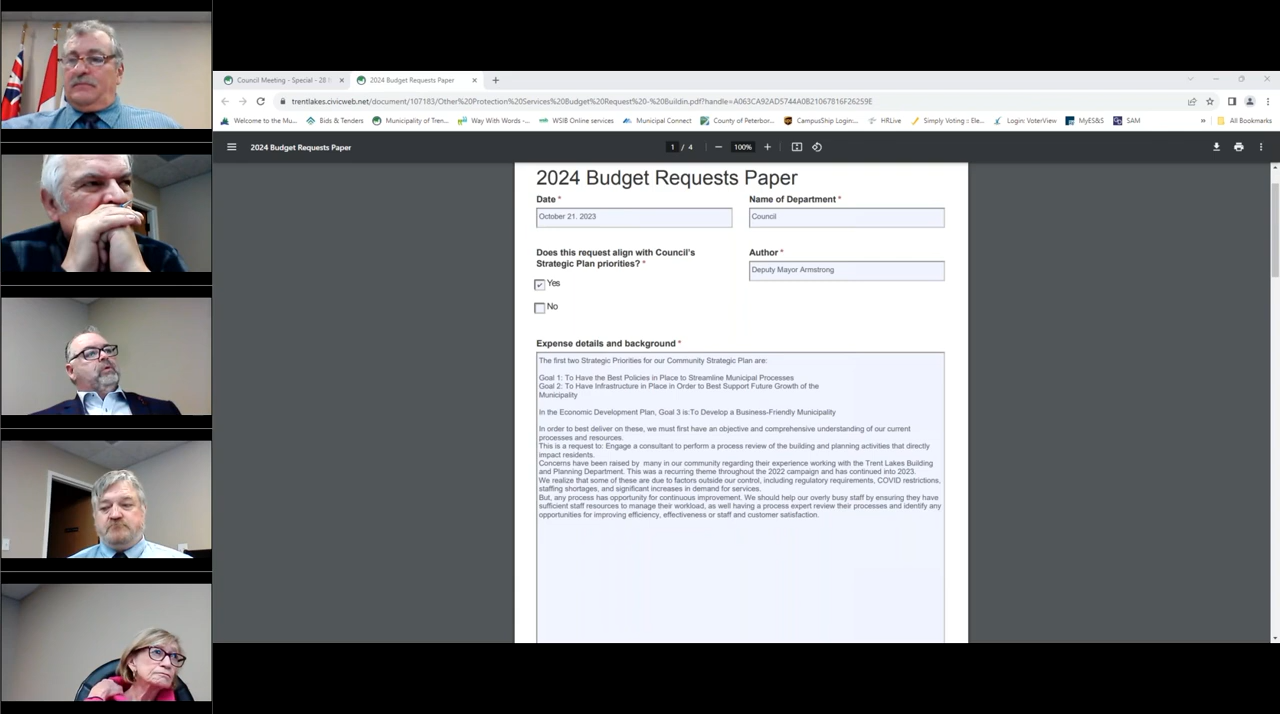 Council Meeting - Special - 28
2024 Budget Requests Paper
trentlakes.civicweb.net/document/107183/Other%20Protection%20Services%20Budget%20Request%20-%20Buildin.pdf?handle=A063CA92AD5744A0B21067816F26259E
Welcome to the Mu...
Bids & Tenders
Municipality of Tren...
Way With Words -...
WSIB Online services
Municipal Connect
County of Peterbor...
CampusShip Login...
HRLive
Simply Voting :: Ele...
Login: VoterView
MyES&S
SAM
»
All Bookmarks
2024 Budget Requests Paper
1 / 4
100%
2024 Budget Requests Paper
Date *
Name of Department *
October 21. 2023
Council
Does this request align with Council's
Strategic Plan priorities? *
Author *
Deputy Mayor Armstrong
Yes
No
Expense details and background *
The first two Strategic Priorities for our Community Strategic Plan are:
Goal 1: To Have the Best Policies in Place to Streamline Municipal Processes
Goal 2: To Have Infrastructure in Place in Order to Best Support Future Growth of the
Municipality
In the Economic Development Plan, Goal 3 is:To Develop a Business-Friendly Municipality
In order to best deliver on these, we must first have an objective and comprehensive understanding of our current
processes and resources.
This is a request to: Engage a consultant to perform a process review of the building and planning activities that directly
impact residents.
Concerns have been raised by many in our community regarding their experience working with the Trent Lakes Building
and Planning Department. This was a recurring theme throughout the 2022 campaign and has continued into 2023.
We realize that some of these are due to factors outside our control, including regulatory requirements, COVID restrictions,
staffing shortages, and significant increases in demand for services.
But, any process has opportunity for continuous improvement. We should help our overly busy staff by ensuring they have
sufficient staff resources to manage their workload, as well having a process expert review their processes and identify any
opportunities for improving efficiency, effectiveness or staff and customer satisfaction.